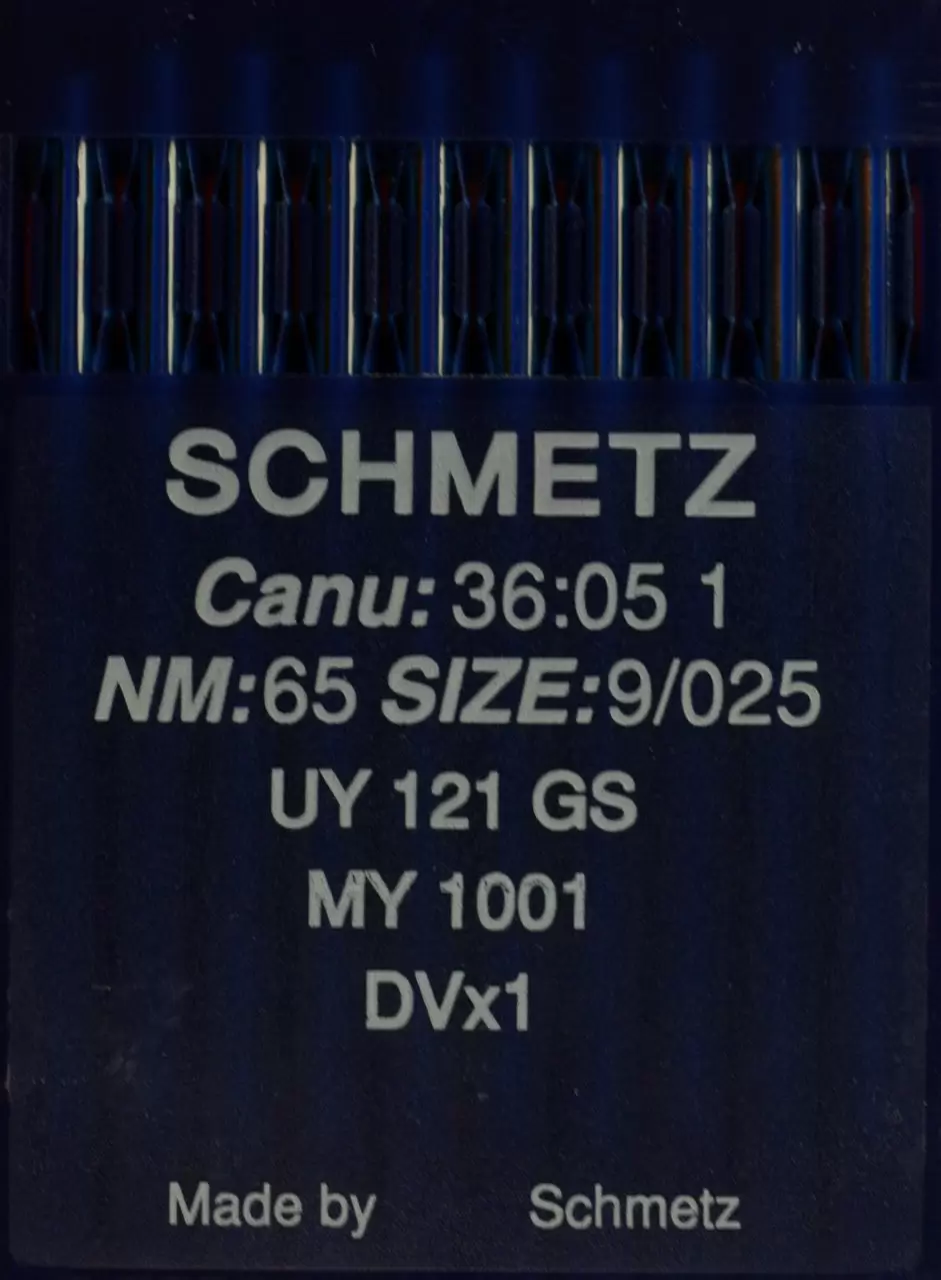 SCHMETZ
Canu: 36:05 1
NM:65 SIZE:9/025
UY 121 GS
MY 1001
DVx1
Made by Schmetz